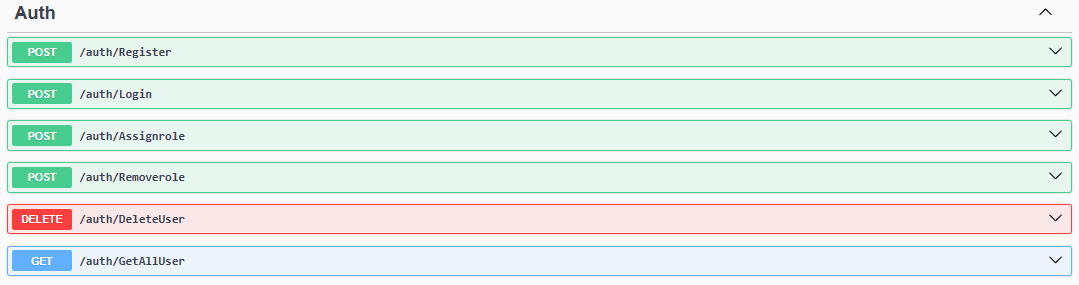 Auth
POST /auth/Register
POST /auth/Login
POST /auth/Assignrole
POST /auth/Removerole
DELETE /auth/DeleteUser
GET /auth/GetAllUser